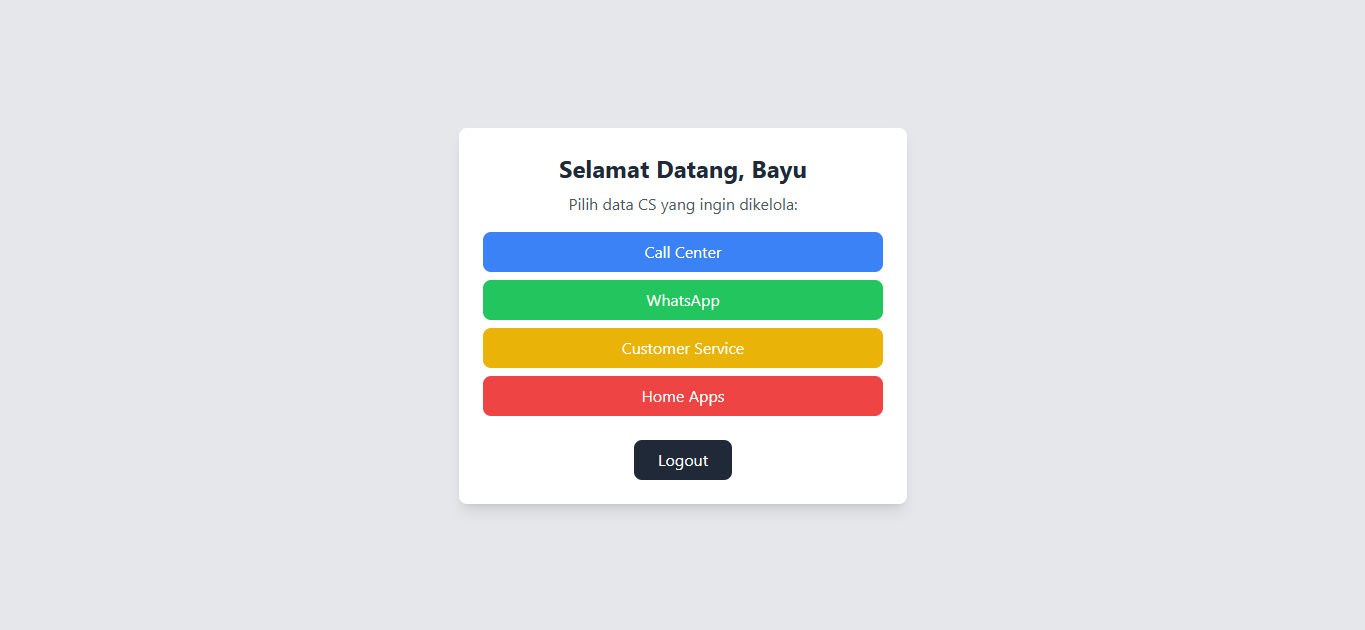 Selamat Datang, Bayu
Pilih data CS yang ingin dikelola:
Call Center
WhatsApp
Customer Service
Home Apps
Logout